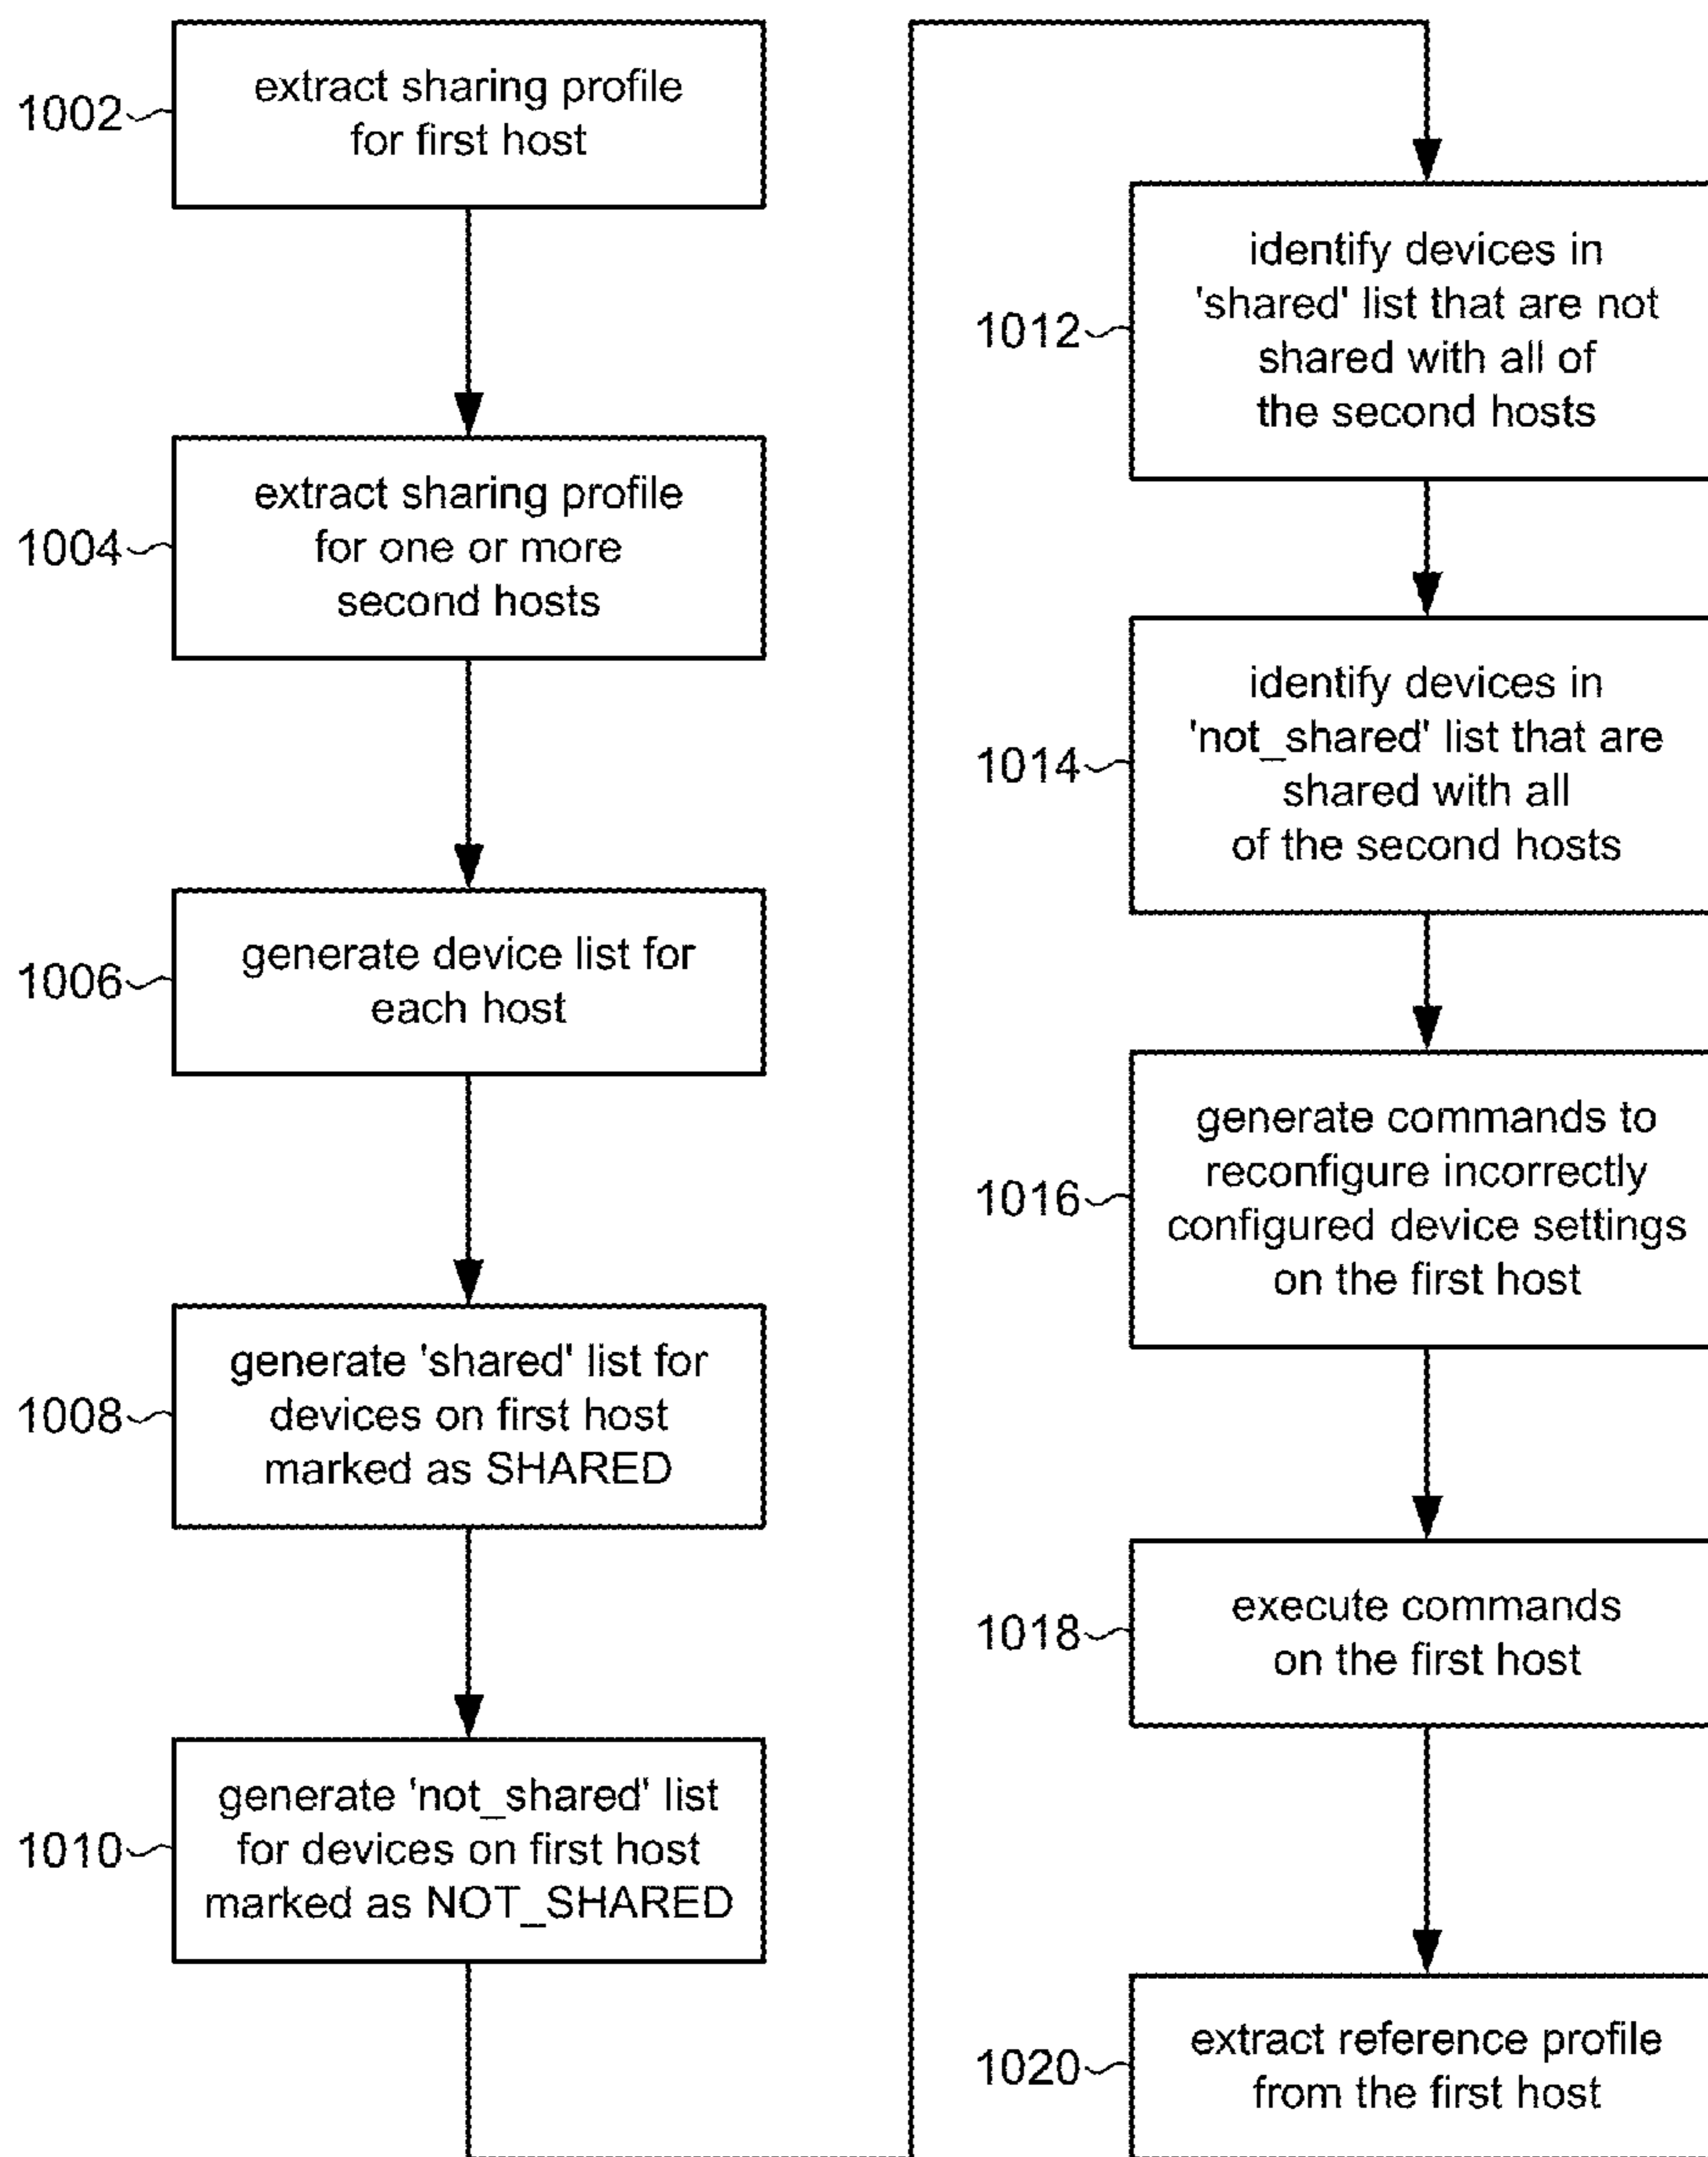 1002
extract sharing profile
for first host
1004
extract sharing profile
for one or more
second hosts
1006
generate device list for
each host
1008
generate 'shared' list for
devices on first host
marked as SHARED
1010
generate 'not_shared' list
for devices on first host
marked as NOT_SHARED
1012
identify devices in
'shared' list that are not
shared with all of
the second hosts
1014
identify devices in
'not_shared' list that are
shared with all
of the second hosts
1016
generate commands to
reconfigure incorrectly
configured device settings
on the first host
1018
execute commands
on the first host
1020
extract reference profile
from the first host